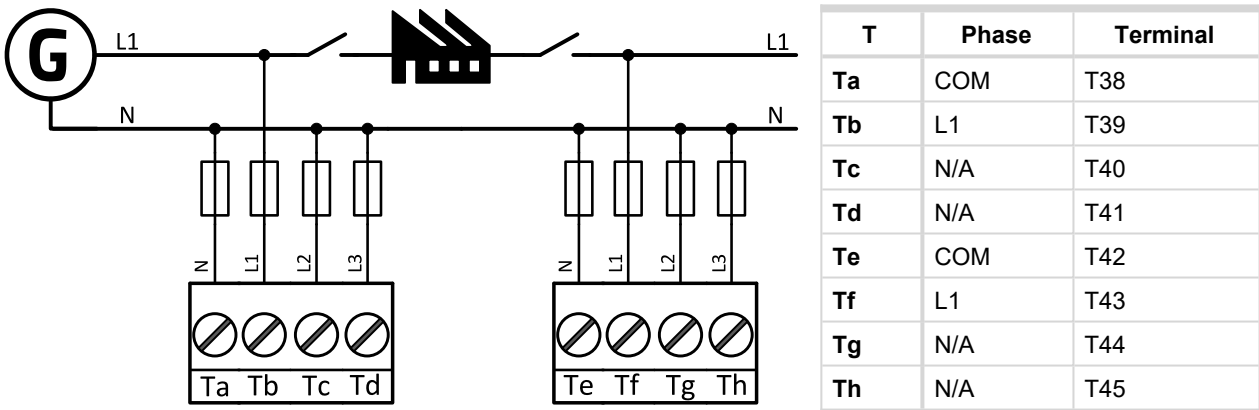 G
L1
L1
N
N
N L1 L2 L3
N L1 L2 L3
Ta Tb Tc Td
Te Tf Tg Th
T Phase Terminal
Ta COM T38
Tb L1 T39
Tc N/A T40
Td N/A T41
Te COM T42
Tf L1 T43
Tg N/A T44
Th N/A T45